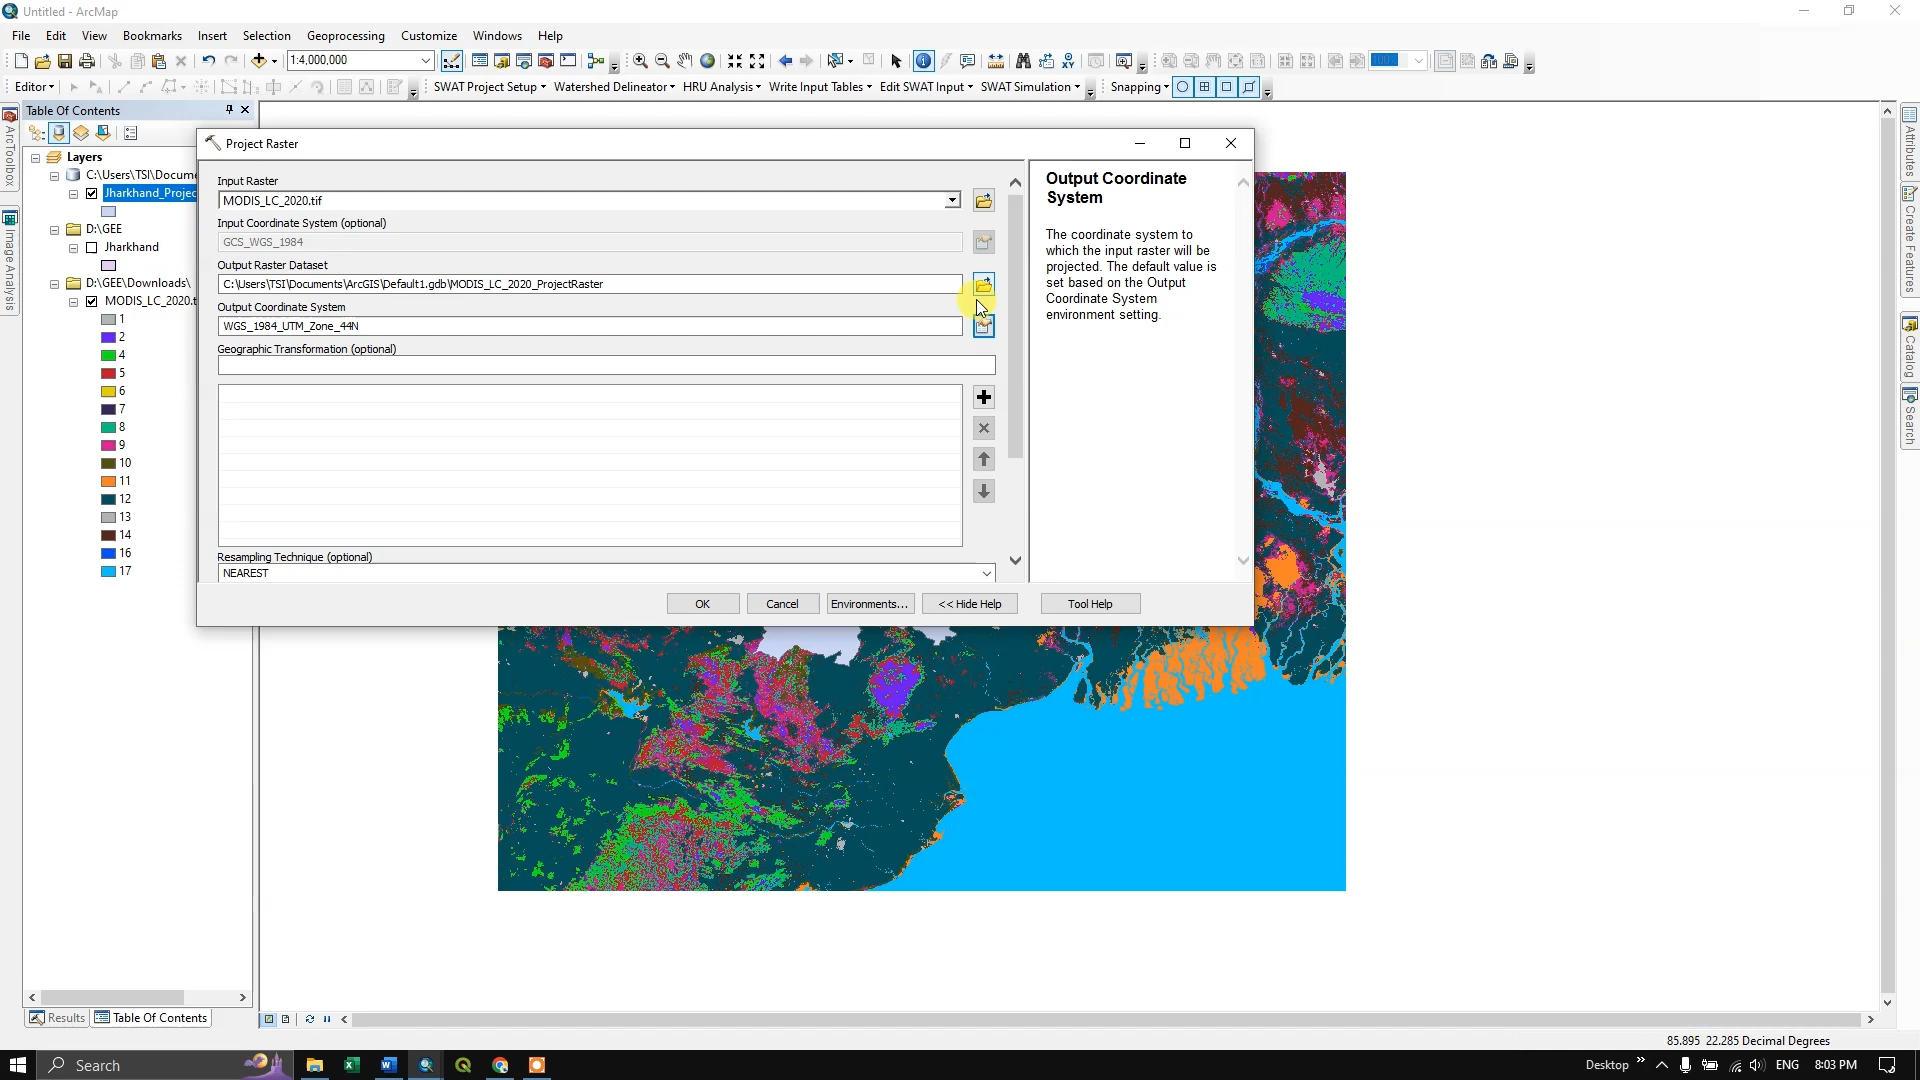 Untitled - ArcMap
File Edit View Bookmarks Insert Selection Geoprocessing Customize Windows Help
1:4,000,000
100%
Editor SWAT Project Setup Watershed Delineator HRU Analysis Write Input Tables Edit SWAT Input SWAT Simulation Snapping
Table Of Contents
ArcToolbox
Image Analysis
Layers
C:\Users\TSI\Docume
Jharkhand_Projec
D:\GEE
Jharkhand
D:\GEE\Downloads\
MODIS_LC_2020.t
1
2
4
5
6
7
8
9
10
11
12
13
14
16
17
Project Raster
Input Raster
MODIS_LC_2020.tif
Input Coordinate System (optional)
GCS_WGS_1984
Output Raster Dataset
C:\Users\TSI\Documents\ArcGIS\Default1.gdb\MODIS_LC_2020_ProjectRaster
Output Coordinate System
WGS_1984_UTM_Zone_44N
Geographic Transformation (optional)
Resampling Technique (optional)
NEAREST
OK Cancel Environments... << Hide Help Tool Help
Output Coordinate
System
The coordinate system to
which the input raster will be
projected. The default value is
set based on the Output
Coordinate System
environment setting.
Attributes
Create Features
Catalog
Search
Results Table Of Contents
85.895 22.285 Decimal Degrees
Search
Desktop ENG 8:03 PM